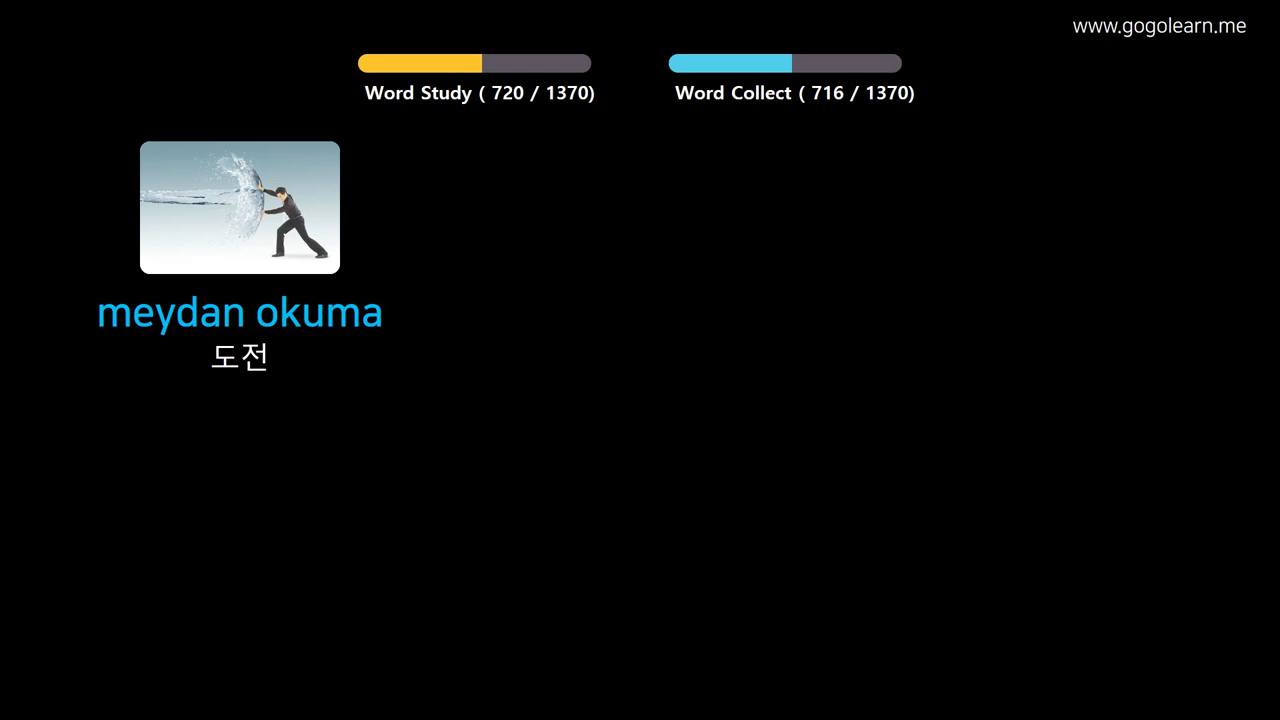 www.gogolearn.me
Word Study ( 720 / 1370)
Word Collect ( 716 / 1370)
meydan okuma
도전